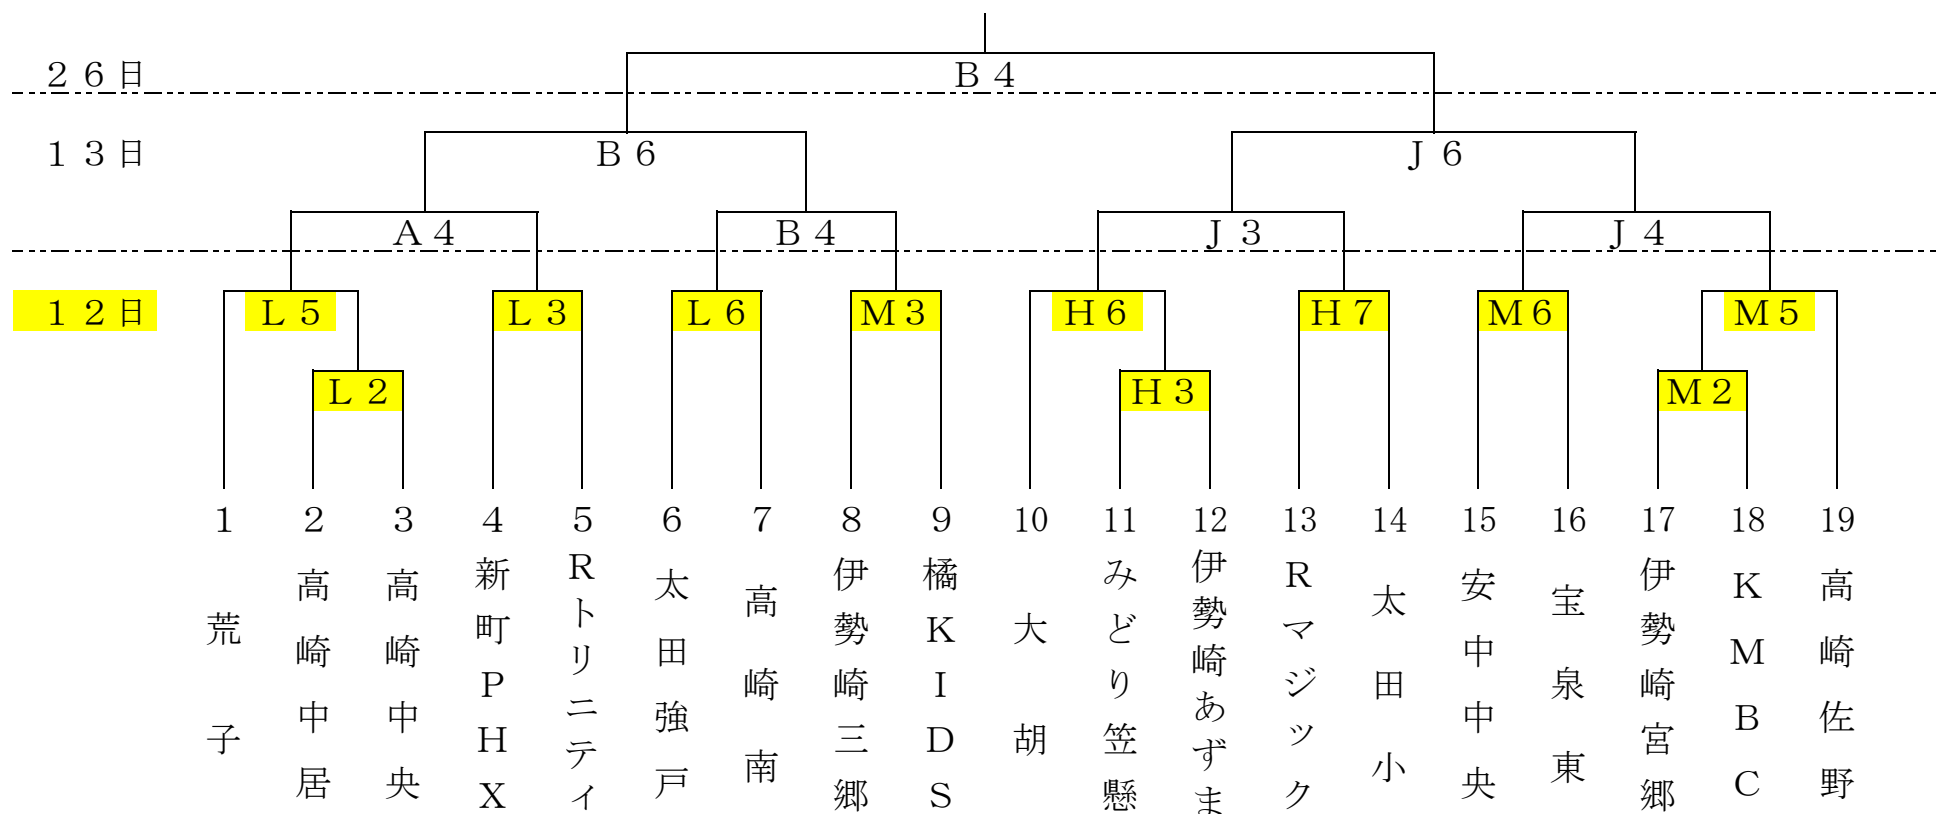 ２６日 Ｂ４
１３日 Ｂ６ Ｊ６
Ａ４ Ｂ４ Ｊ３ Ｊ４
１２日 Ｌ５ Ｌ３ Ｌ６ Ｍ３ Ｈ６ Ｈ７ Ｍ６ Ｍ５
Ｌ２ Ｈ３ Ｍ２
１ ２ ３ ４ ５ ６ ７ ８ ９ 10 11 12 13 14 15 16 17 18 19
荒子
高崎中居
高崎中央
新町ＰＨＸ
Ｒトリニティ
太田強戸
高崎南
伊勢崎三郷
橘ＫＩＤＳ
大胡
みどり笠懸
伊勢崎あずま
Ｒマジック
太田小
安中中央
宝泉東
伊勢崎宮郷
ＫＭＢＣ
高崎佐野